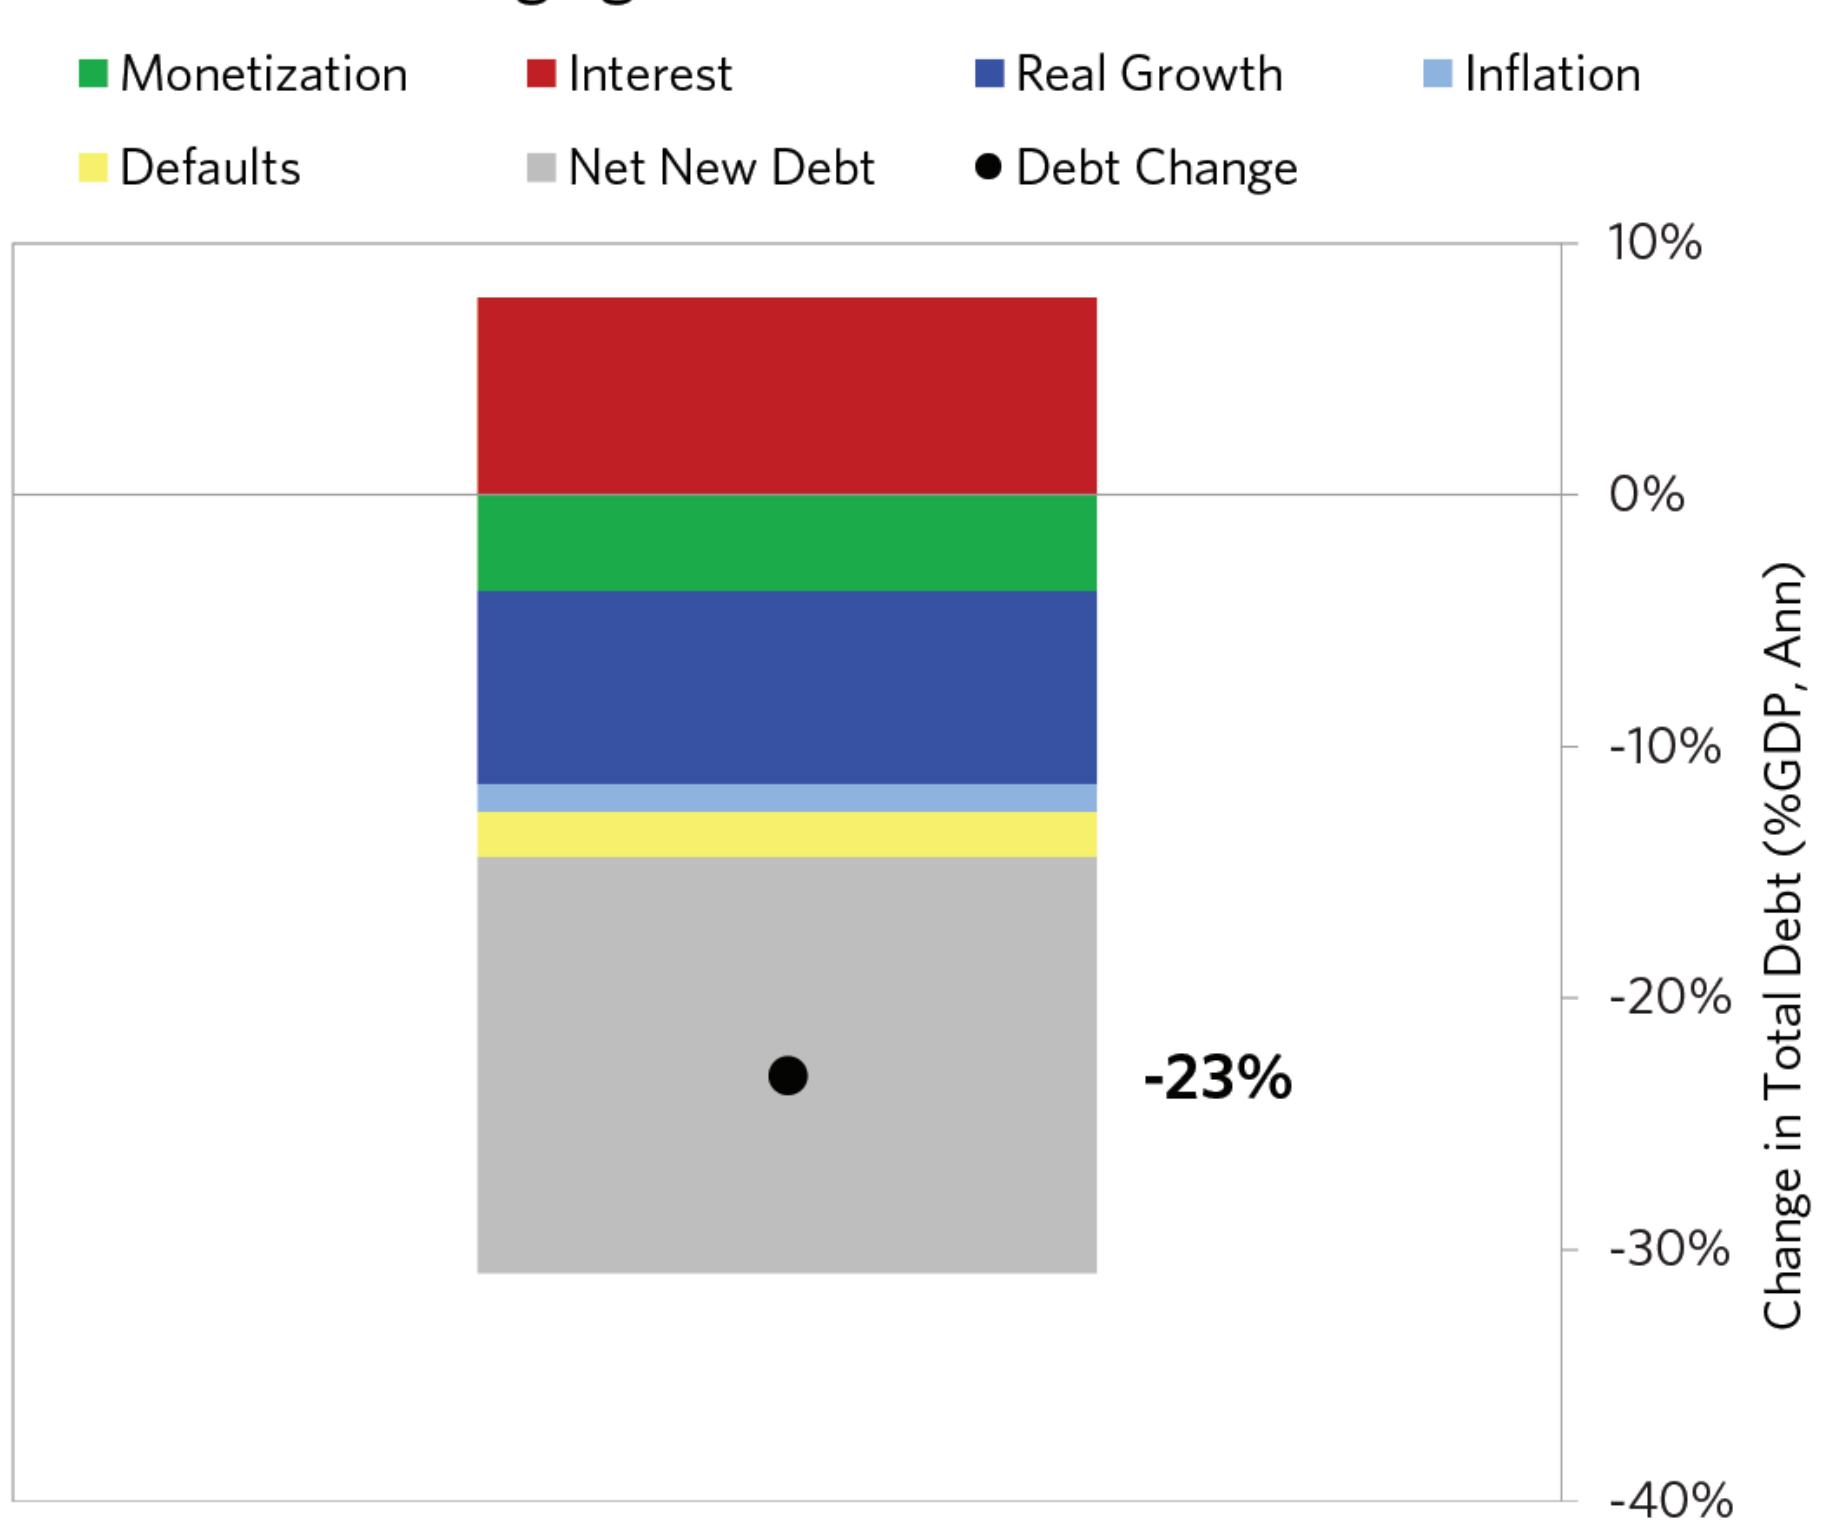 Monetization Interest Real Growth Inflation
Defaults Net New Debt Debt Change
10%
0%
-10%
-20%
-23%
-30%
-40%
Change in Total Debt (%GDP, Ann)